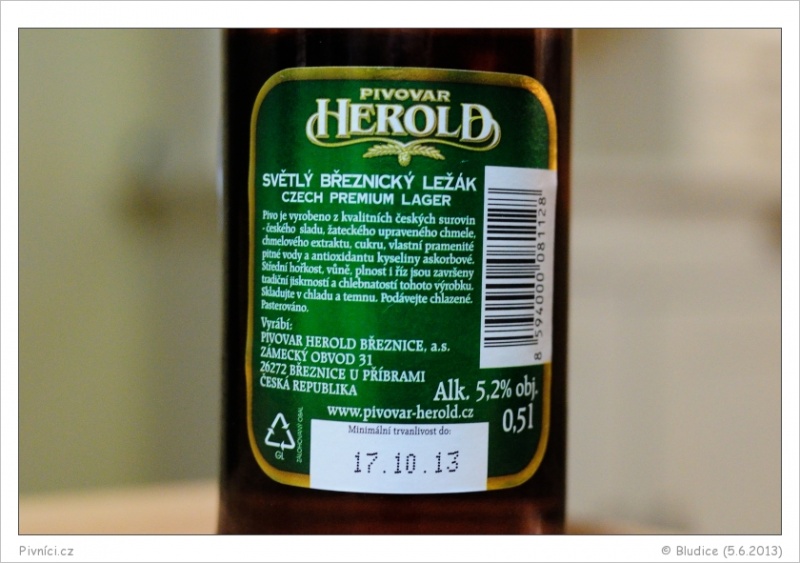 PIVOVAR
HEROLD
SVĚTLÝ BŘEZNICKÝ LEŽÁK
CZECH PREMIUM LAGER
Pivo je vyrobeno z kvalitních českých surovin
- českého sladu, žateckého upraveného chmele,
chmelového extraktu, cukru, vlastní pramenité
pitné vody a antioxidantu kyseliny askorbové.
Střední hořkost, vůně, plnost i říz jsou završeny
tradiční jiskrností a chlebnatostí tohoto výrobku.
Skladujte v chladu a temnu. Podávejte chlazené.
Pasterováno.
Vyrábí:
PIVOVAR HEROLD BŘEZNICE, a.s.
ZÁMECKÝ OBVOD 31
26272 BŘEZNICE U PŘÍBRAMI
ČESKÁ REPUBLIKA
8 594000 081128
Alk. 5,2% obj.
www.pivovar-herold.cz
0,5l
GL
ZÁLOHOVANÝ OBAL
Minimální trvanlivost do:
17.10.13
Pivníci.cz
© Bludice (5.6.2013)